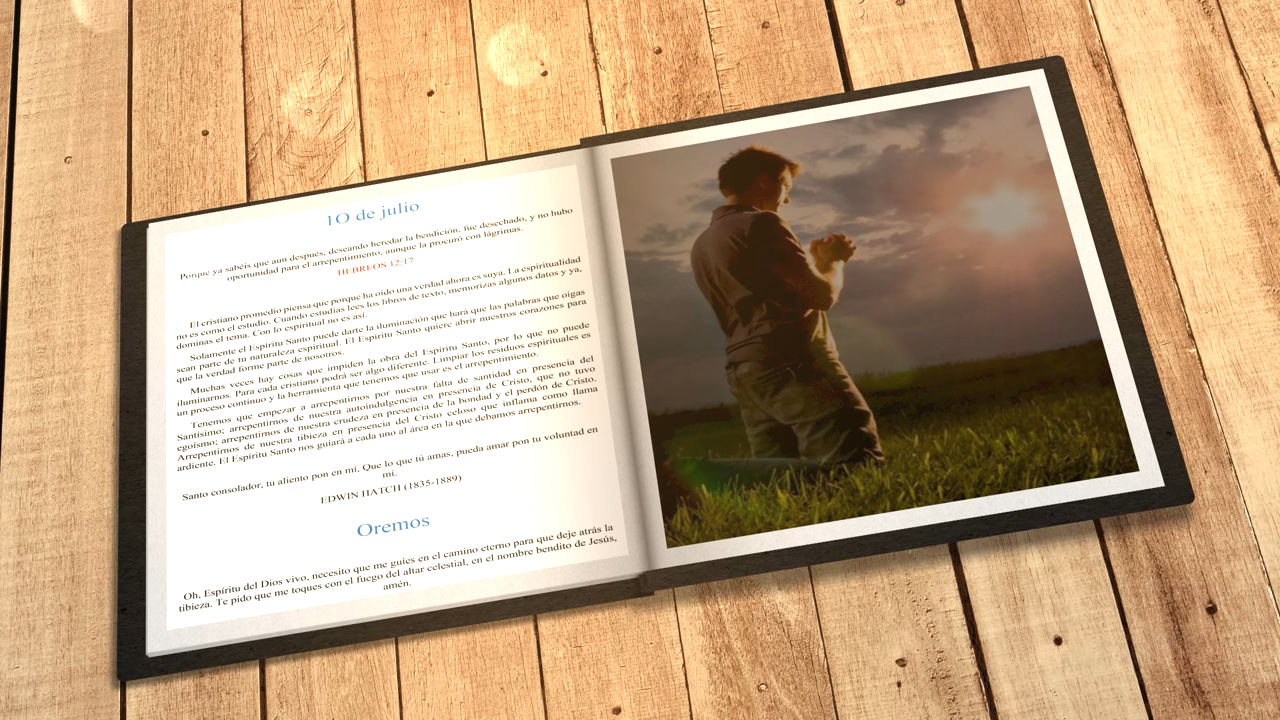 10 de julio
Porque ya sabéis que aun después, deseando heredar la bendición, fue desechado, y no hubo
oportunidad para el arrepentimiento, aunque la procuró con lágrimas.
HEBREOS 12:17
El cristiano promedio piensa que porque ha oído una verdad ahora es suya. La espiritualidad
no es como el estudio. Cuando estudias lees los libros de texto, memorizas algunos datos y ya,
dominas el tema. Con lo espiritual no es así.
Solamente el Espíritu Santo puede darte la iluminación que hará que las palabras que oigas
sean parte de tu naturaleza espiritual. El Espíritu Santo quiere abrir nuestros corazones para
que la verdad forme parte de nosotros.
Muchas veces hay cosas que impiden la obra del Espíritu Santo, por lo que no puede
iluminarnos. Para cada cristiano podrá ser algo diferente. Limpiar los residuos espirituales es
un proceso continuo y la herramienta que tenemos que usar es el arrepentimiento.
Tenemos que empezar a arrepentirnos por nuestra falta de santidad en presencia del
Santísimo; arrepentirnos de nuestra autoindulgencia en presencia de Cristo, que no tuvo
egoísmo; arrepentirnos de nuestra crudeza en presencia de la bondad y el perdón de Cristo.
Arrepentirnos de nuestra tibieza en presencia del Cristo celoso que inflama como llama
ardiente. El Espíritu Santo nos guiará a cada uno al área en la que debamos arrepentirnos.
Santo consolador, tu aliento pon en mí, Que lo que tú amas, pueda amar pon tu voluntad en
mí.
EDWIN HATCH (1835-1889)
Oremos
Oh, Espíritu del Dios vivo, necesito que me guíes en el camino eterno para que deje atrás la
tibieza. Te pido que me toques con el fuego del altar celestial, en el nombre bendito de Jesús,
amén.